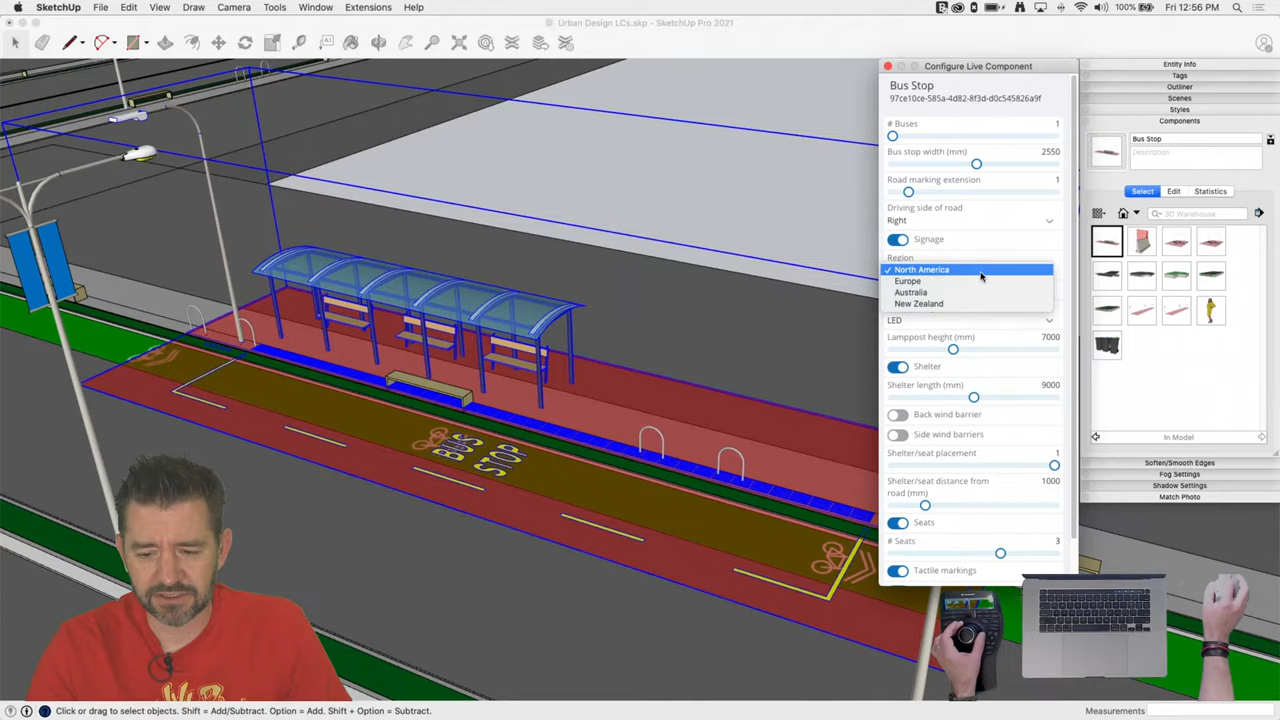 SketchUp File Edit View Draw Camera Tools Window Extensions Help
100% Fri 12:56 PM
Urban Design LCs.skp - SketchUp Pro 2021
Configure Live Component
Bus Stop
97ce10ce-585a-4d82-8f3d-d0c545826a9f
# Buses 1
Bus stop width (mm) 2550
Road marking extension 1
Driving side of road
Right
Signage
Region
North America
Europe
Australia
New Zealand
LED
Lamppost height (mm) 7000
Shelter
Shelter length (mm) 9000
Back wind barrier
Side wind barriers
Shelter/seat placement 1
Shelter/seat distance from 1000
road (mm)
Seats
# Seats 3
Tactile markings
Entity Info
Tags
Outliner
Scenes
Styles
Components
Bus Stop
Description
Select Edit Statistics
3D Warehouse
In Model
Soften/Smooth Edges
Fog Settings
Shadow Settings
Match Photo
BUS
STOP
Click or drag to select objects. Shift = Add/Subtract. Option = Add. Shift + Option = Subtract.
Measurements